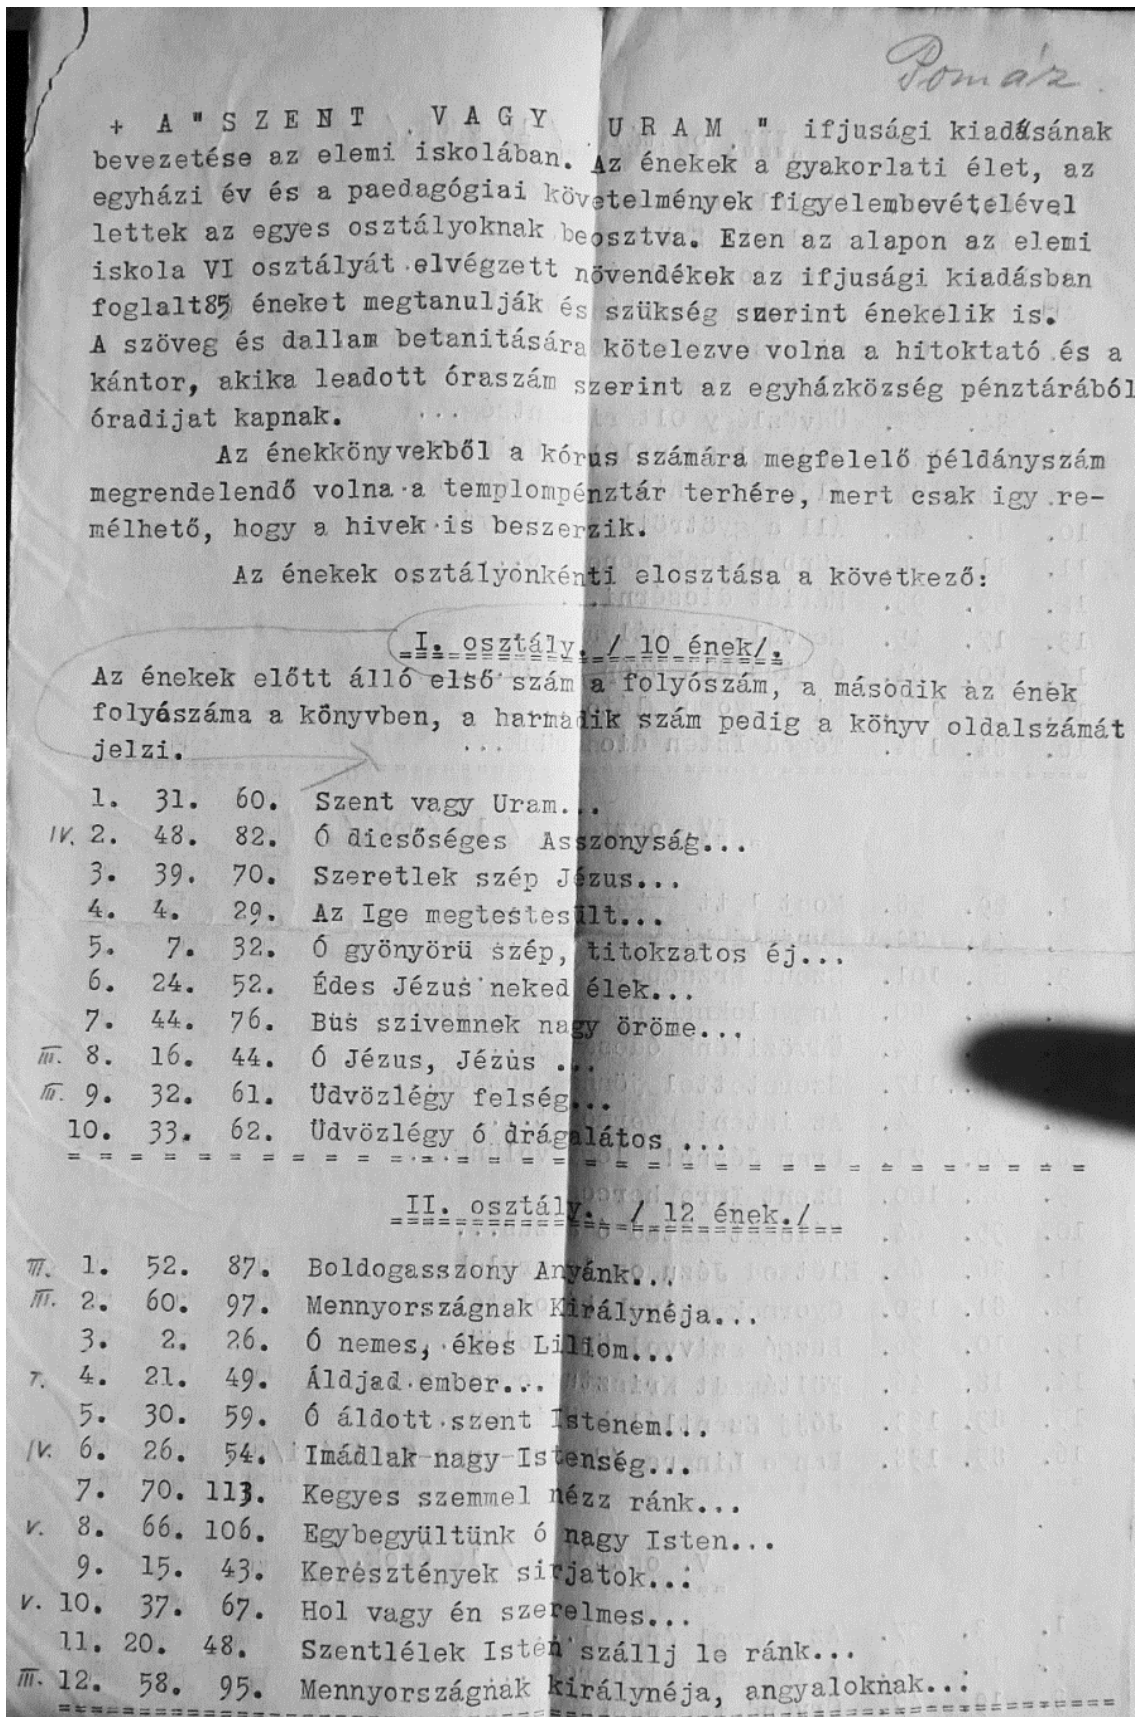 Pomáz.
+ A "SZENT VAGY URAM" ifjusági kiadásának
bevezetése az elemi iskolában. Az énekek a gyakorlati élet, az
egyházi év és a paedagógiai követelmények figyelembevételével
lettek az egyes osztályoknak beosztva. Ezen az alapon az elemi
iskola VI osztályát elvégzett növendékek az ifjusági kiadásban
foglalt85 éneket megtanulják és szükség szerint énekelik is.
A szöveg és dallam betanitására kötelezve volna a hitoktató és a
kántor, akika leadott óraszám szerint az egyházközség pénztárából
óradijat kapnak.
Az énekkönyvekből a kórus számára megfelelő példányszám
megrendelendő volna a templompénztár terhére, mert csak igy re-
mélhető, hogy a hivek is beszerzik.
Az énekek osztályonkénti elosztása a következő:
I. osztály. / 10 ének/.
Az énekek előtt álló első szám a folyószám, a második az ének
folyószáma a könyvben, a harmadik szám pedig a könyv oldalszámát
jelzi.
1. 31. 60. Szent vagy Uram...
IV. 2. 48. 82. Ó dicsőséges Asszonyság...
3. 39. 70. Szeretlek szép Jézus...
4. 4. 29. Az Ige megtestesült...
5. 7. 32. Ó gyönyörü szép, titokzatos éj...
6. 24. 52. Édes Jézus neked élek...
7. 44. 76. Bús szivemnek nagy öröme...
III. 8. 16. 44. Ó Jézus, Jézus ...
III. 9. 32. 61. Üdvözlégy felség...
10. 33. 62. Üdvözlégy ó drágalátos ...
II. osztály. / 12 ének./
III. 1. 52. 87. Boldogasszony Anyánk...
III. 2. 60. 97. Mennyországnak Királynéja...
3. 2. 26. Ó nemes, ékes Liliom...
T. 4. 21. 49. Áldjad ember...
5. 30. 59. Ó áldott szent Istenem...
IV. 6. 26. 54. Imádlak nagy Istenség...
7. 70. 113. Kegyes szemmel nézz ránk...
V. 8. 66. 106. Egybegyültünk ó nagy Isten...
9. 15. 43. Keresztények sirjatok...
V. 10. 37. 67. Hol vagy én szerelmes...
11. 20. 48. Szentlélek Isten szállj le ránk...
III. 12. 58. 95. Mennyországnak királynéja, angyaloknak...